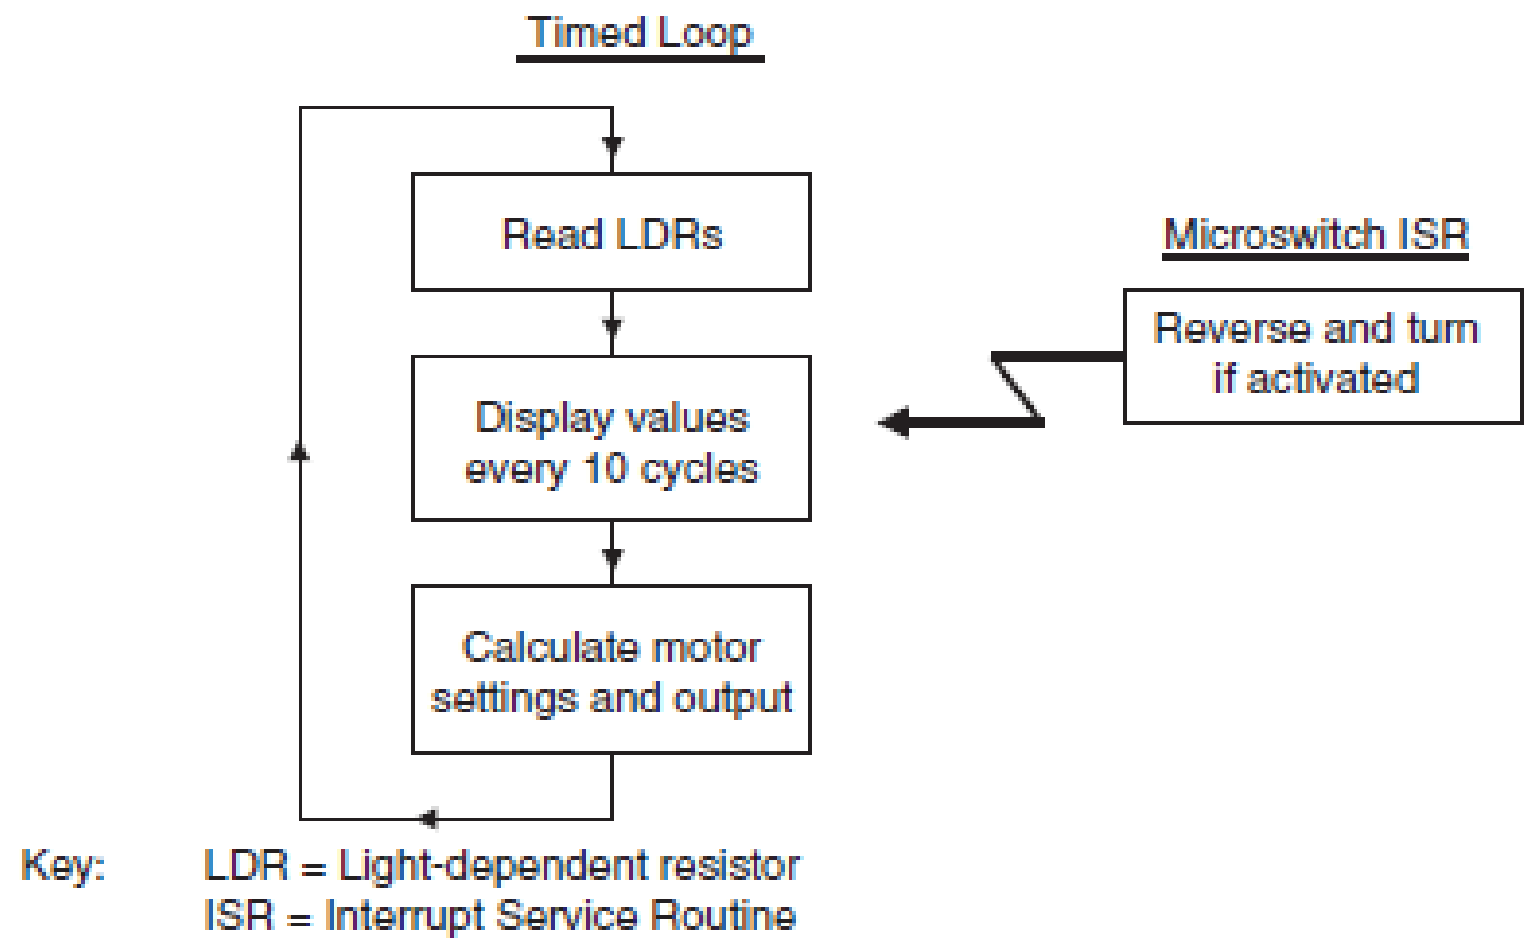 Timed Loop
Read LDRs
Microswitch ISR
Reverse and turn
if activated
Display values
every 10 cycles
Calculate motor
settings and output
Key: LDR = Light-dependent resistor
ISR = Interrupt Service Routine